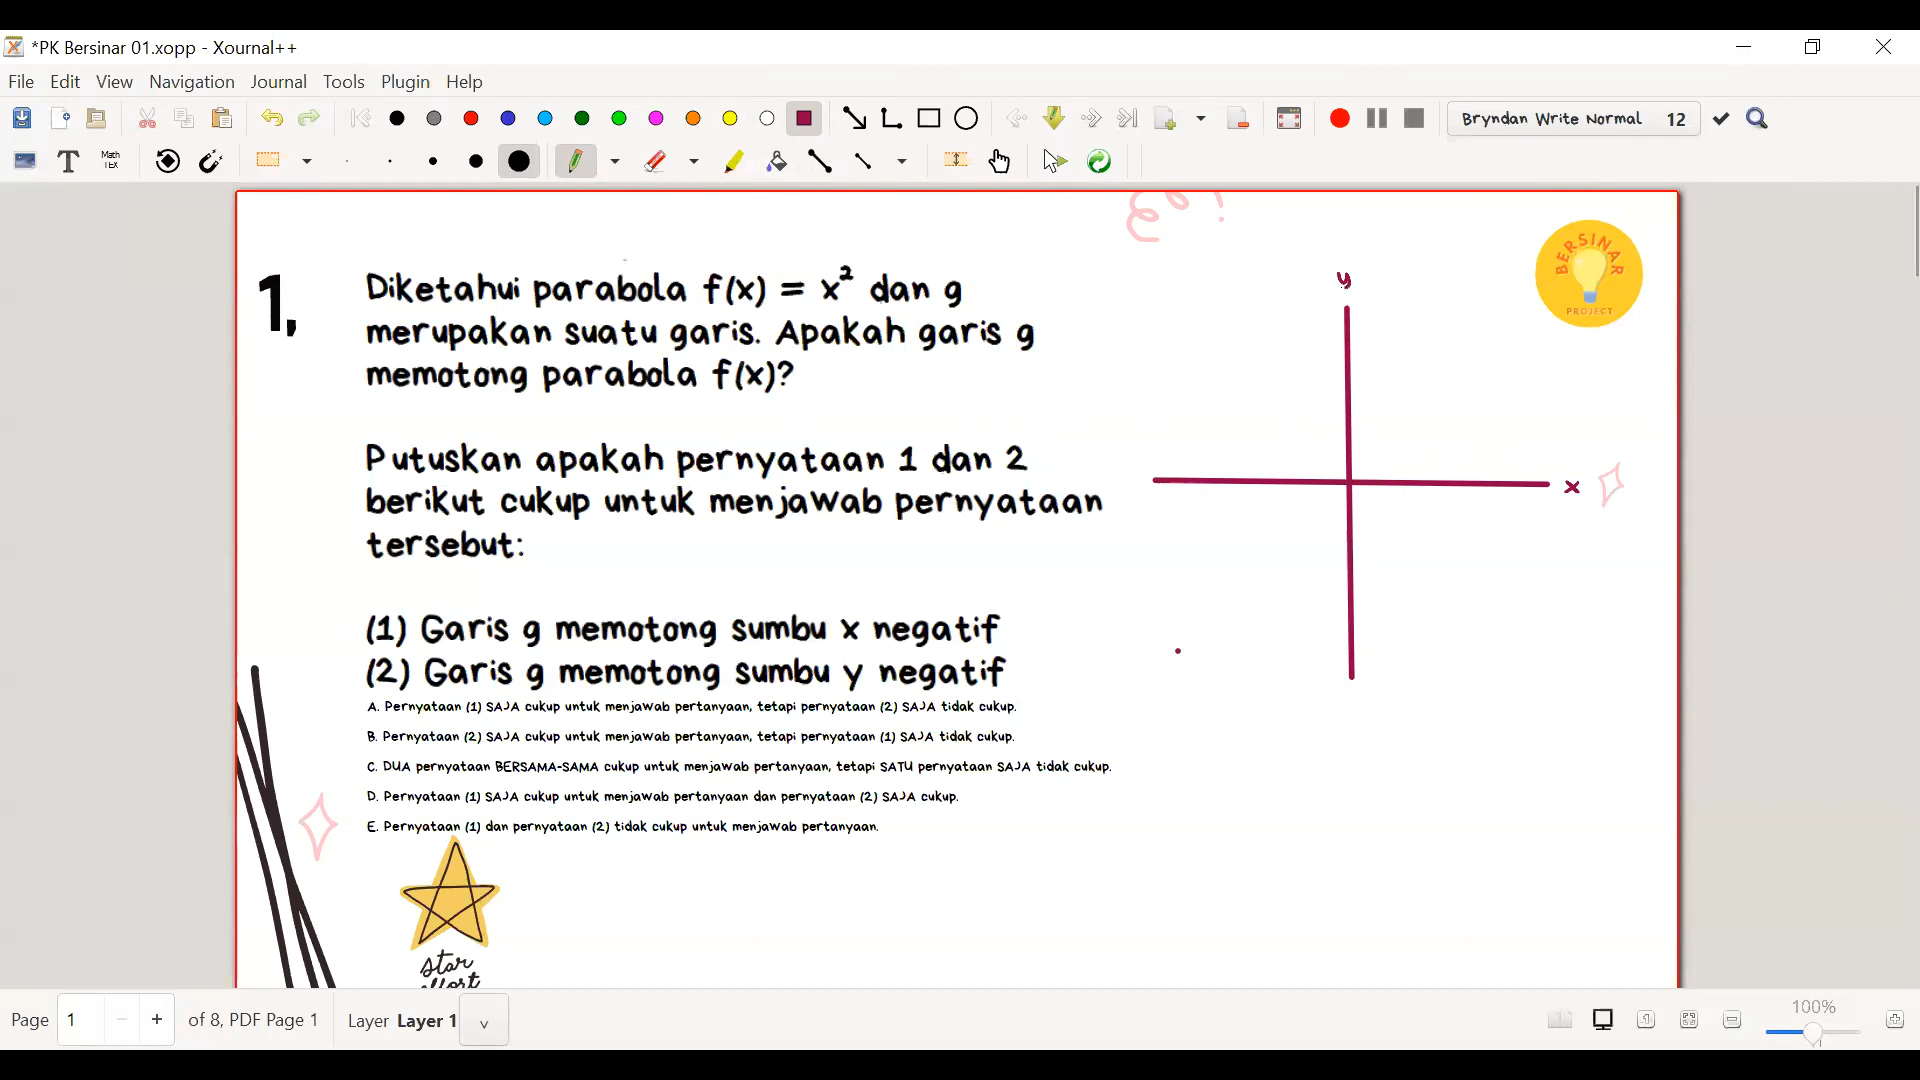 *PK Bersinar 01.xopp - Xournal++
File Edit View Navigation Journal Tools Plugin Help
Bryndan Write Normal 12
T Math TEX
BERSINAR
PROJECT
1,
Diketahui parabola f(x) = x² dan g
merupakan suatu garis. Apakah garis g
memotong parabola f(x)?
y
x
Putuskan apakah pernyataan 1 dan 2
berikut cukup untuk menjawab pernyataan
tersebut:
(1) Garis g memotong sumbu x negatif
(2) Garis g memotong sumbu y negatif
A. Pernyataan (1) SAJA cukup untuk menjawab pertanyaan, tetapi pernyataan (2) SAJA tidak cukup.
B. Pernyataan (2) SAJA cukup untuk menjawab pertanyaan, tetapi pernyataan (1) SAJA tidak cukup.
C. DUA pernyataan BERSAMA-SAMA cukup untuk menjawab pertanyaan, tetapi SATU pernyataan SAJA tidak cukup.
D. Pernyataan (1) SAJA cukup untuk menjawab pertanyaan dan pernyataan (2) SAJA cukup.
E. Pernyataan (1) dan pernyataan (2) tidak cukup untuk menjawab pertanyaan.
star
Page 1 of 8, PDF Page 1 Layer Layer 1
100%